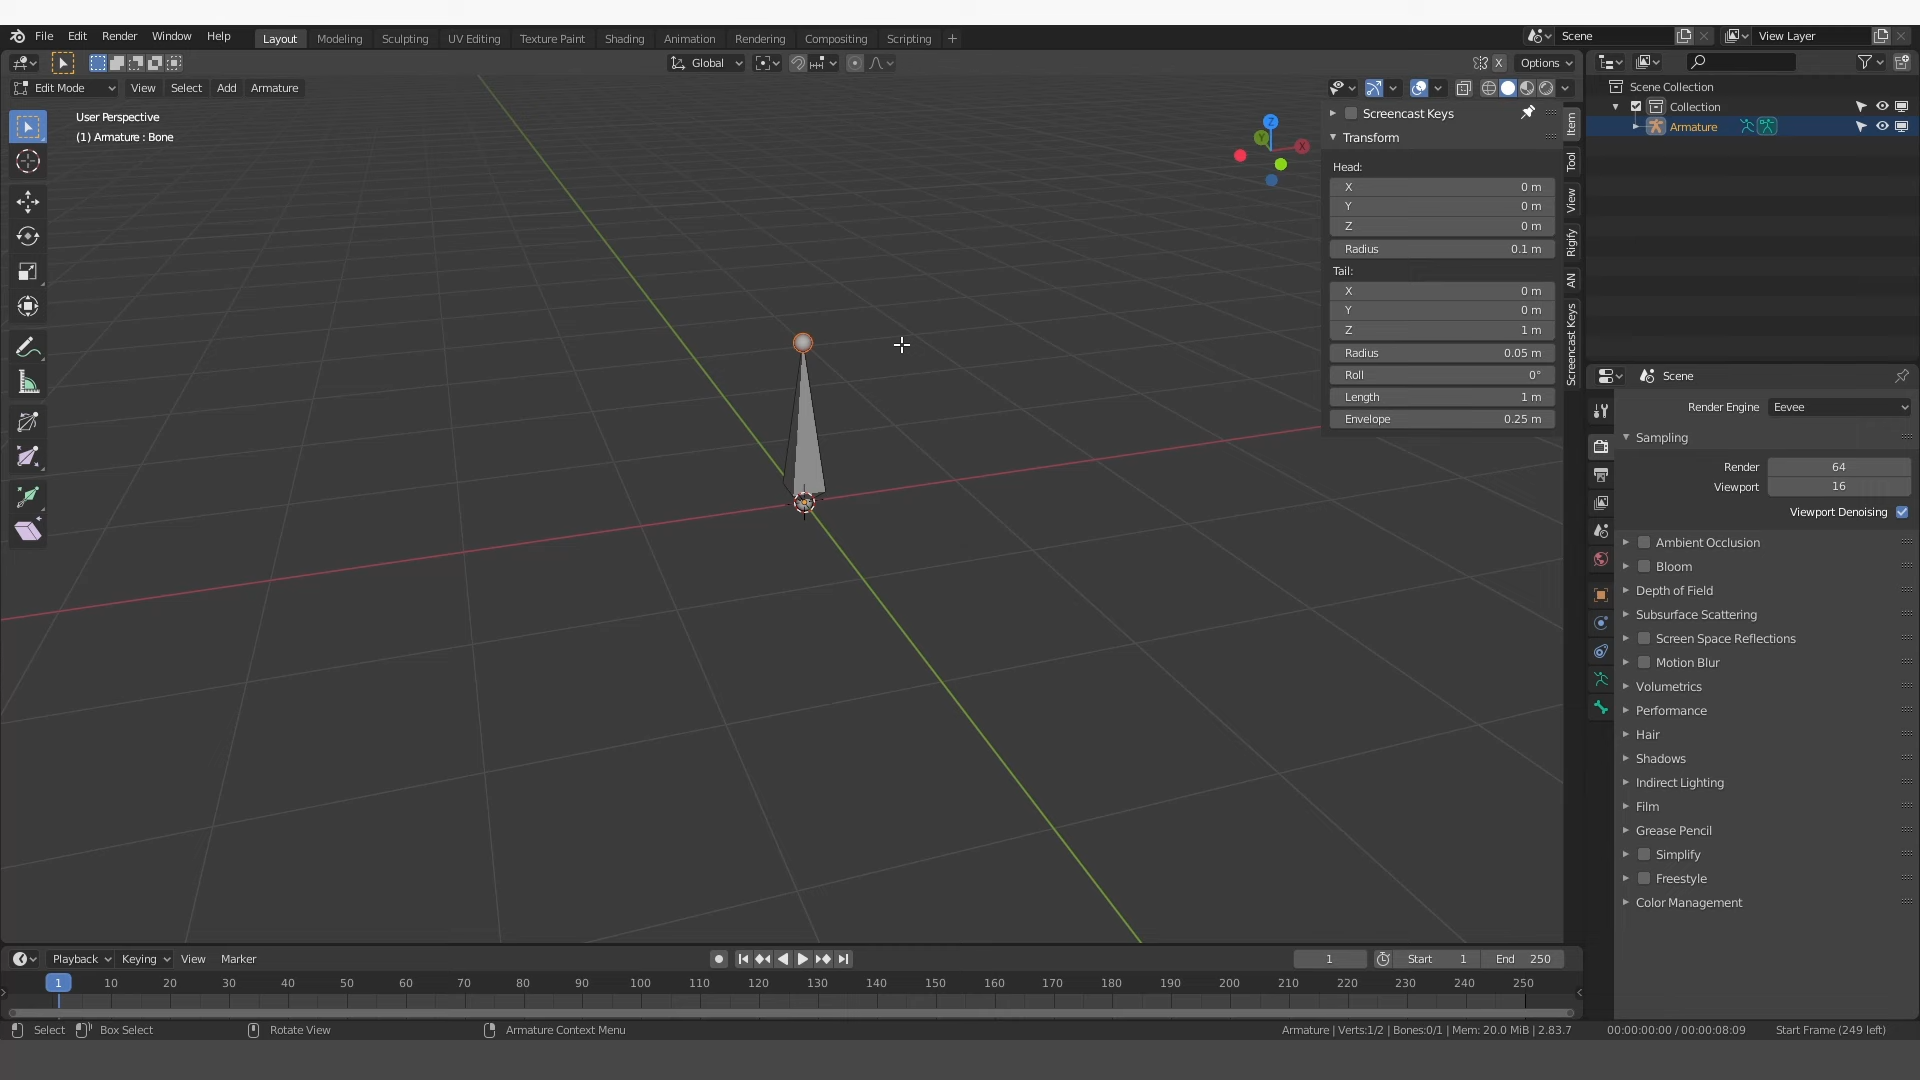 File Edit Render Window Help Layout Modeling Sculpting UV Editing Texture Paint Shading Animation Rendering Compositing Scripting + Scene View Layer
Global X Options
Edit Mode View Select Add Armature
User Perspective
(1) Armature : Bone
Z
Y
X
Screencast Keys
Transform
Head:
X 0 m
Y 0 m
Z 0 m
Radius 0.1 m
Tail:
X 0 m
Y 0 m
Z 1 m
Radius 0.05 m
Roll 0°
Length 1 m
Envelope 0.25 m
Item
Tool
View
Rigify
AN
Screencast Keys
Scene Collection
Collection
Armature
Scene
Render Engine Eevee
Sampling
Render 64
Viewport 16
Viewport Denoising
Ambient Occlusion
Bloom
Depth of Field
Subsurface Scattering
Screen Space Reflections
Motion Blur
Volumetrics
Performance
Hair
Shadows
Indirect Lighting
Film
Grease Pencil
Simplify
Freestyle
Color Management
Playback Keying View Marker 1 Start 1 End 250
1 10 20 30 40 50 60 70 80 90 100 110 120 130 140 150 160 170 180 190 200 210 220 230 240 250
Select Box Select Rotate View Armature Context Menu Armature | Verts:1/2 | Bones:0/1 | Mem: 20.0 MiB | 2.83.7 00:00:00:00 / 00:00:08:09 Start Frame (249 left)